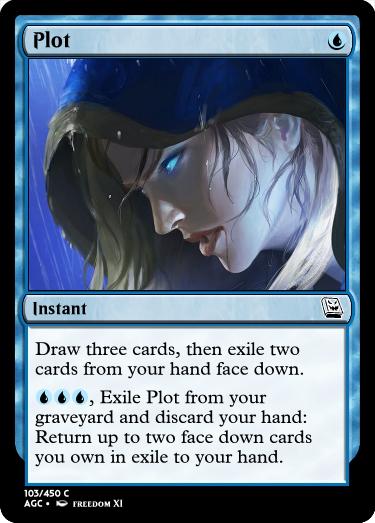 Plot
Instant
Draw three cards, then exile two
cards from your hand face down.
, Exile Plot from your
graveyard and discard your hand:
Return up to two face down cards
you own in exile to your hand.
103/450 C
AGC • FREEDOM XI